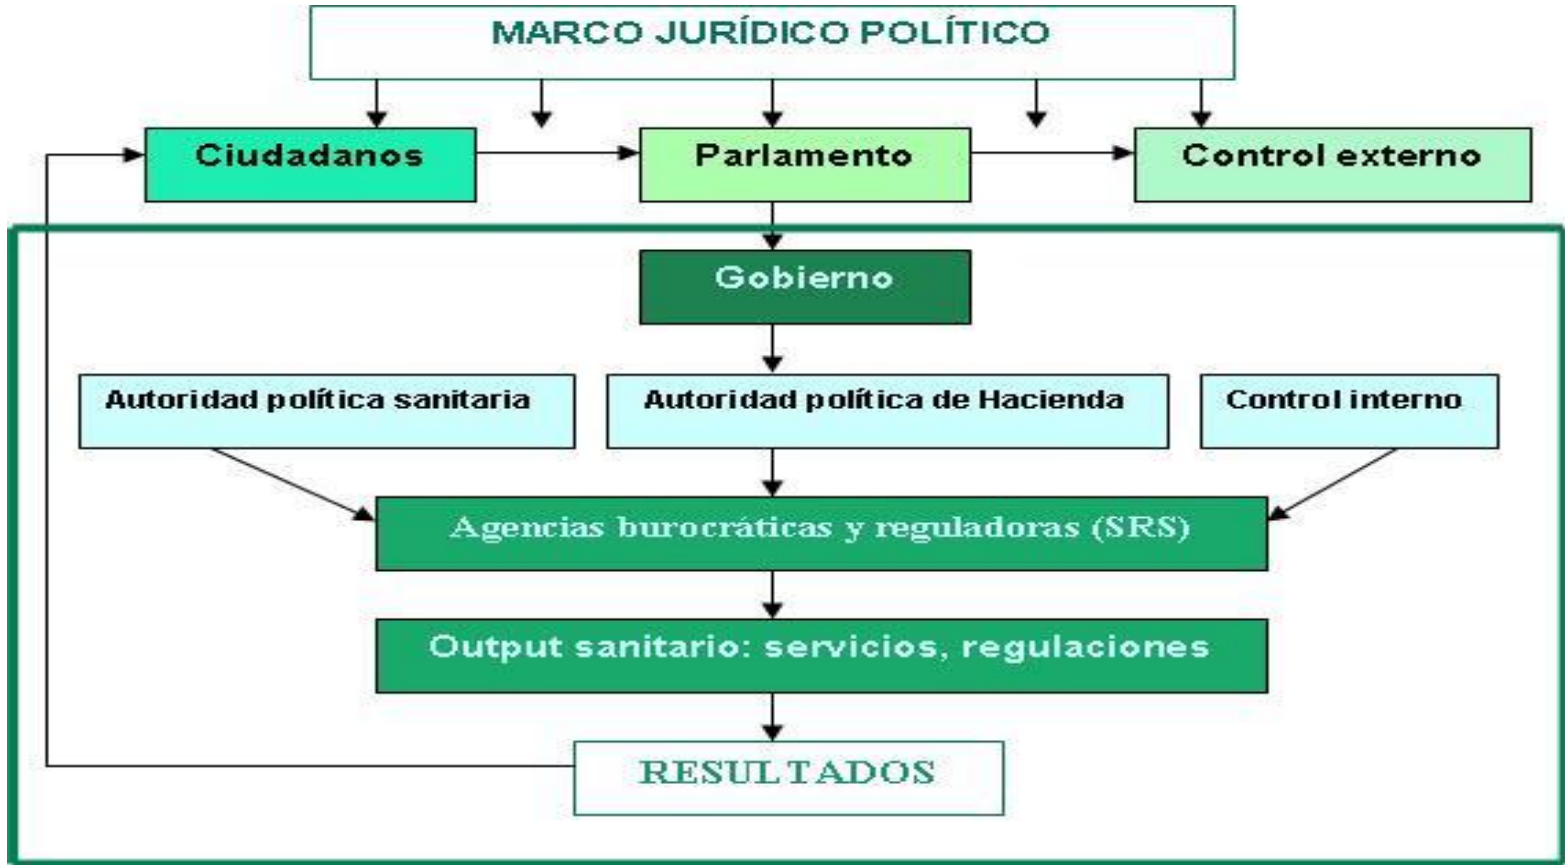 MARCO JURÍDICO POLÍTICO
Ciudadanos
Parlamento
Control externo
Gobierno
Autoridad política sanitaria
Autoridad política de Hacienda
Control interno
Agencias burocráticas y reguladoras (SRS)
Output sanitario: servicios, regulaciones
RESULTADOS